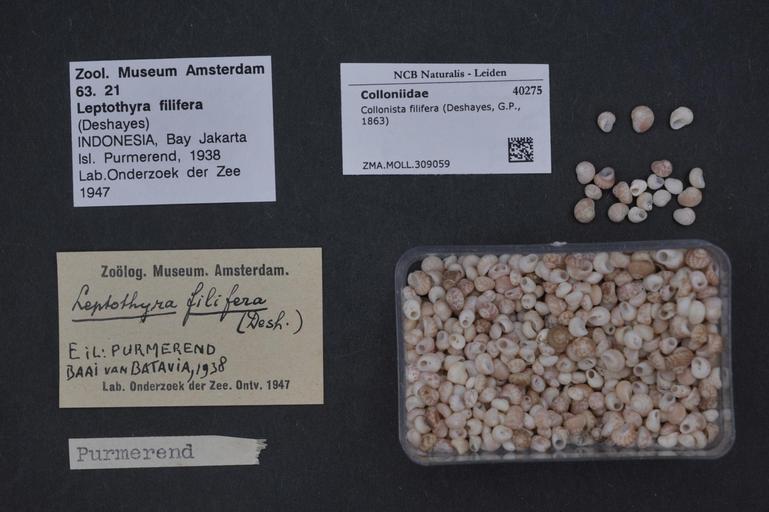 Zool. Museum Amsterdam
63. 21
Leptothyra filifera
(Deshayes)
INDONESIA, Bay Jakarta
Isl. Purmerend, 1938
Lab.Onderzoek der Zee
1947
NCB Naturalis - Leiden
Colloniidae 40275
Collonista filifera (Deshayes, G.P.,
1863)
ZMA.MOLL.309059
Zoölog. Museum. Amsterdam.
Leptothyra filifera
(Desh.)
EiL: PURMEREND
BAAI VAN BATAVIA, 1938
Lab. Onderzoek der Zee. Ontv. 1947
Purmerend